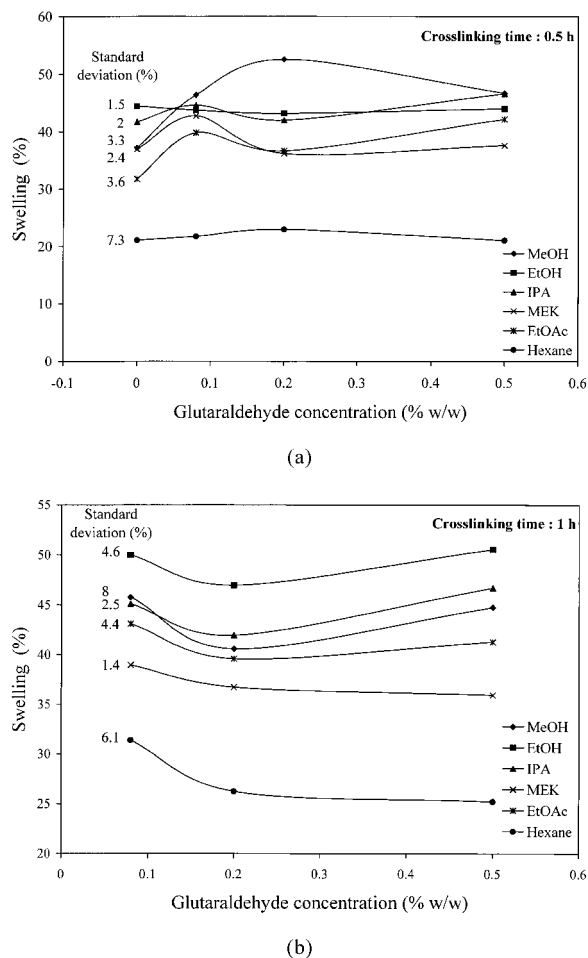 Crosslinking time : 0.5 h
Standard
deviation (%)
60
50
40
30
20
10
0
1.5
2
3.3
2.4
3.6
7.3
Swelling (%)
MeOH
EtOH
IPA
MEK
EtOAc
Hexane
-0.1 0 0.1 0.2 0.3 0.4 0.5 0.6
Glutaraldehyde concentration (% w/w)
(a)
Crosslinking time : 1 h
Standard
deviation (%)
55
50
45
40
35
30
25
20
4.6
8
2.5
4.4
1.4
6.1
Swelling (%)
MeOH
EtOH
IPA
MEK
EtOAc
Hexane
0 0.1 0.2 0.3 0.4 0.5 0.6
Glutaraldehyde concentration (% w/w)
(b)